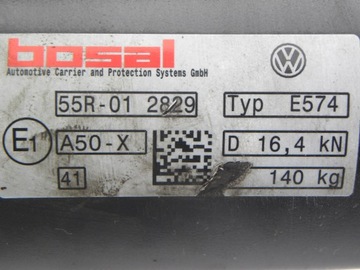 bosal
Automotive Carrier and Protection Systems GmbH
55R-01 2829 Typ E574
E1 A50-X D 16,4 kN
41 140 kg